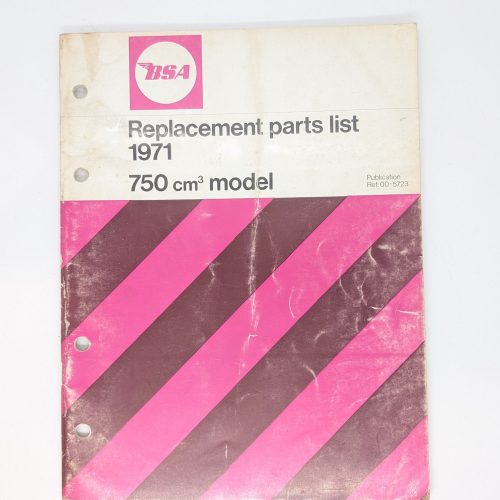 BSA
Replacement parts list
1971
750 cm³ model
Publication
Ref: 00-5723